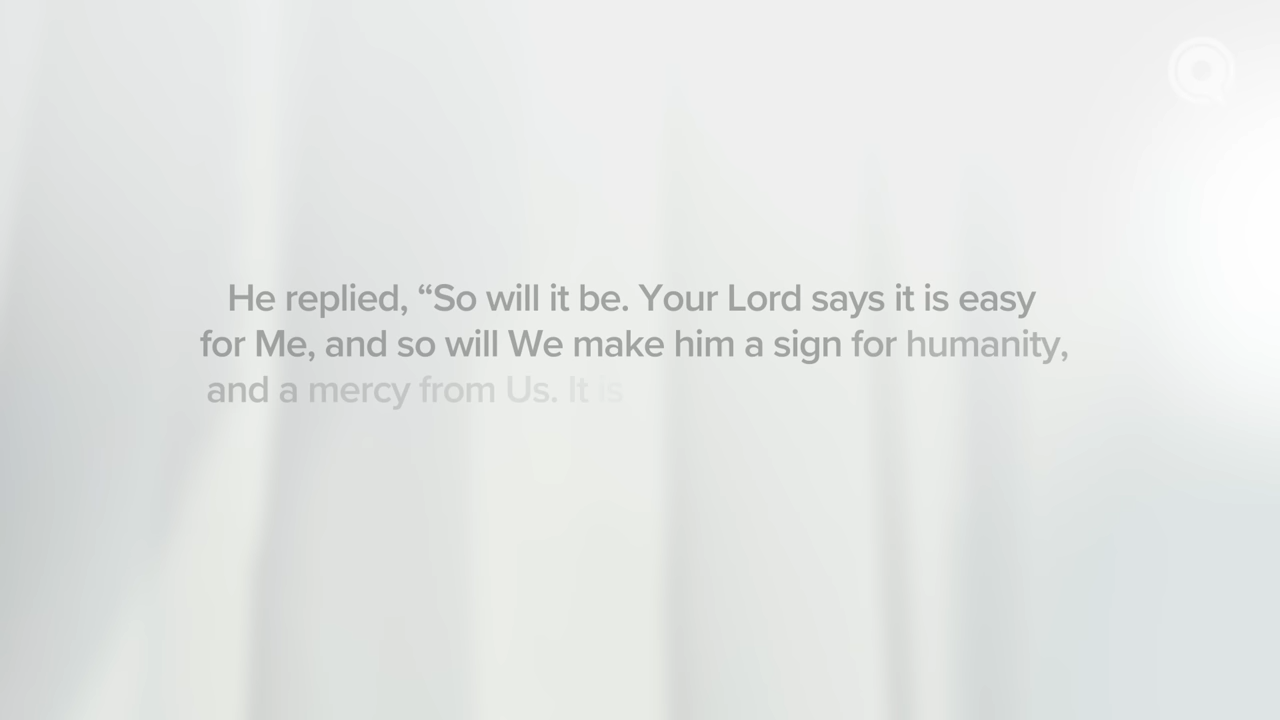 He replied, “So will it be. Your Lord says it is easy
for Me, and so will We make him a sign for humanity,
and a mercy from Us. It is